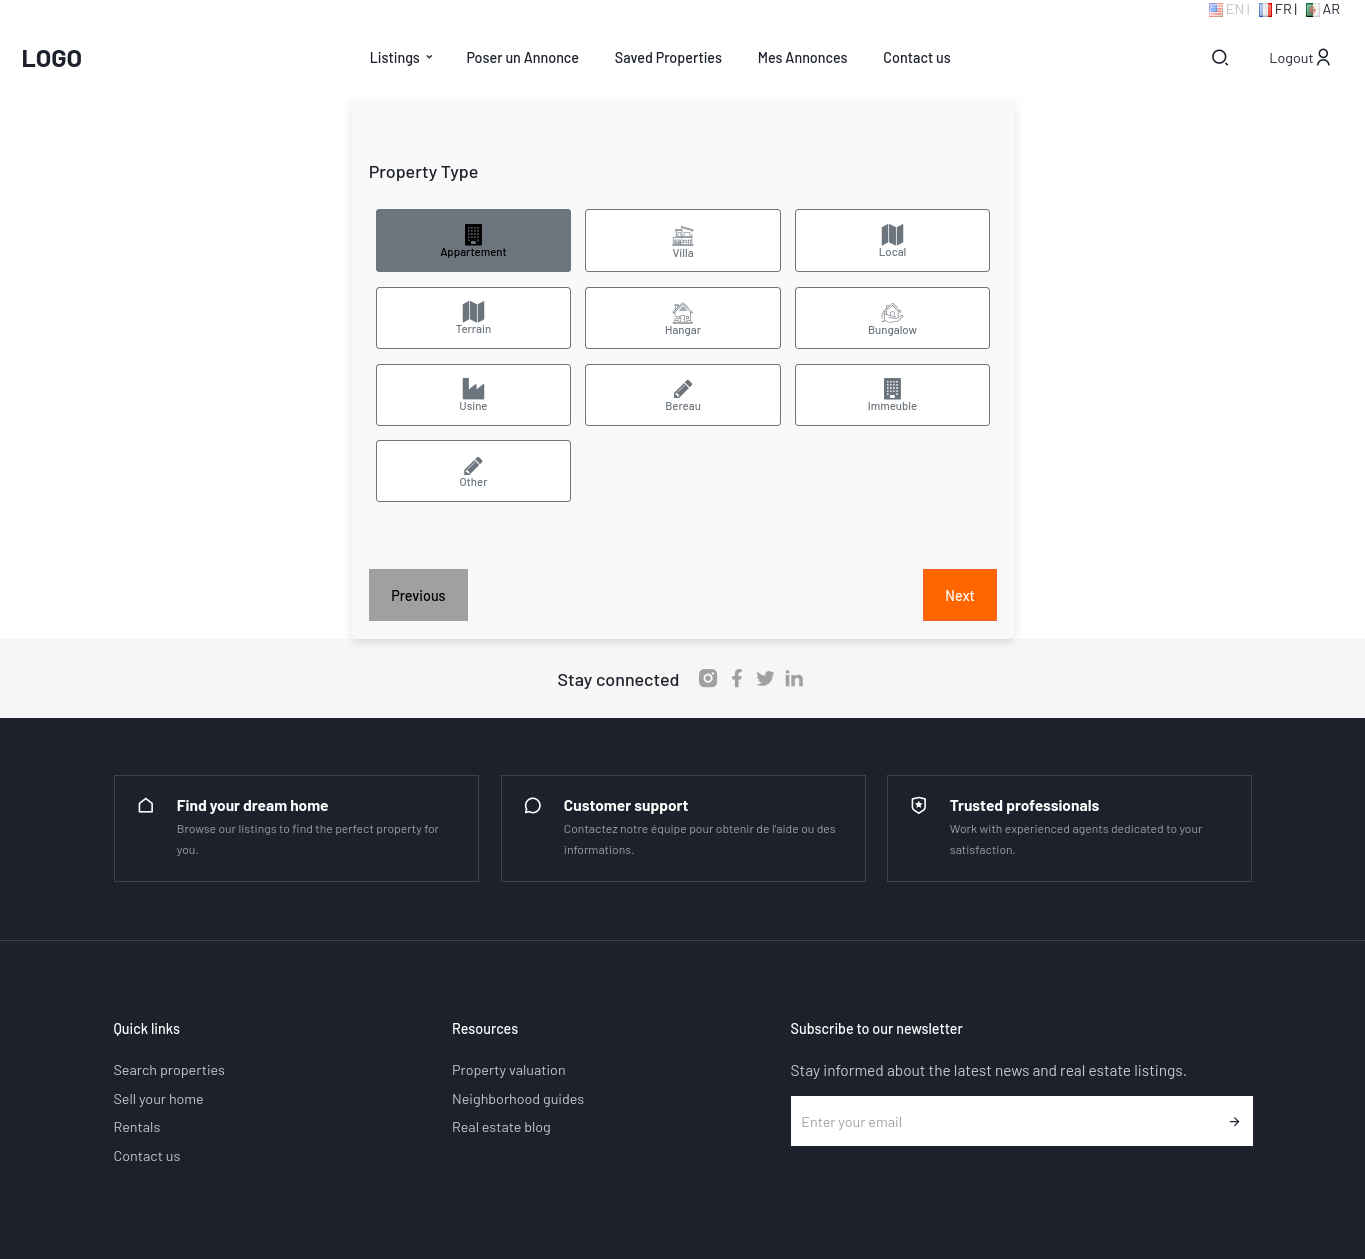 EN | FR | AR
LOGO
Listings Poser un Annonce Saved Properties Mes Annonces Contact us Logout
Property Type
Appartement Villa Local
Terrain Hangar Bungalow
Usine Bereau Immeuble
Other
Previous Next
Stay connected
Find your dream home
Browse our listings to find the perfect property for
you.
Customer support
Contactez notre équipe pour obtenir de l'aide ou des
informations.
Trusted professionals
Work with experienced agents dedicated to your
satisfaction.
Quick links
Search properties
Sell your home
Rentals
Contact us
Resources
Property valuation
Neighborhood guides
Real estate blog
Subscribe to our newsletter
Stay informed about the latest news and real estate listings.
Enter your email